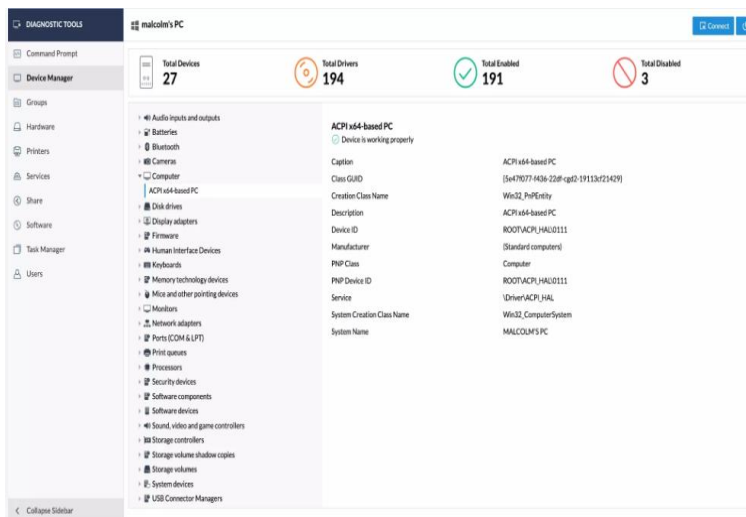 DIAGNOSTIC TOOLS
Command Prompt
Device Manager
Groups
Hardware
Printers
Services
Share
Software
Task Manager
Users
Collapse Sidebar
malcolm's PC
Connect
Total Devices
27
Total Drivers
194
Total Enabled
191
Total Disabled
3
Audio inputs and outputs
Batteries
Bluetooth
Cameras
Computer
ACPI x64-based PC
Disk drives
Display adapters
Firmware
Human Interface Devices
Keyboards
Memory technology devices
Mice and other pointing devices
Monitors
Network adapters
Ports (COM & LPT)
Print queues
Processors
Security devices
Software components
Software devices
Sound, video and game controllers
Storage controllers
Storage volume shadow copies
Storage volumes
System devices
USB Connector Managers
ACPI x64-based PC
Device is working properly
Caption ACPI x64-based PC
Class GUID {5e47f077-f436-22df-cgd2-19113cf21429}
Creation Class Name Win32_PnPEntity
Description ACPI x64-based PC
Device ID ROOT\ACPI_HAL\0111
Manufacturer (Standard computers)
PNP Class Computer
PNP Device ID ROOT\ACPI_HAL\0111
Service \Driver\ACPI_HAL
System Creation Class Name Win32_ComputerSystem
System Name MALCOLM'S PC